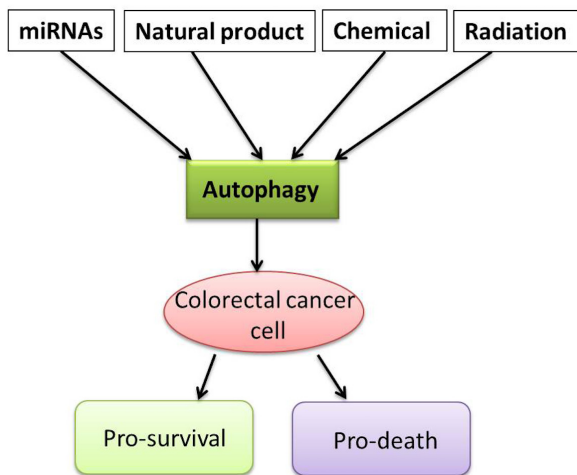 miRNAs
Natural product
Chemical
Radiation
Autophagy
Colorectal cancer
cell
Pro-survival
Pro-death